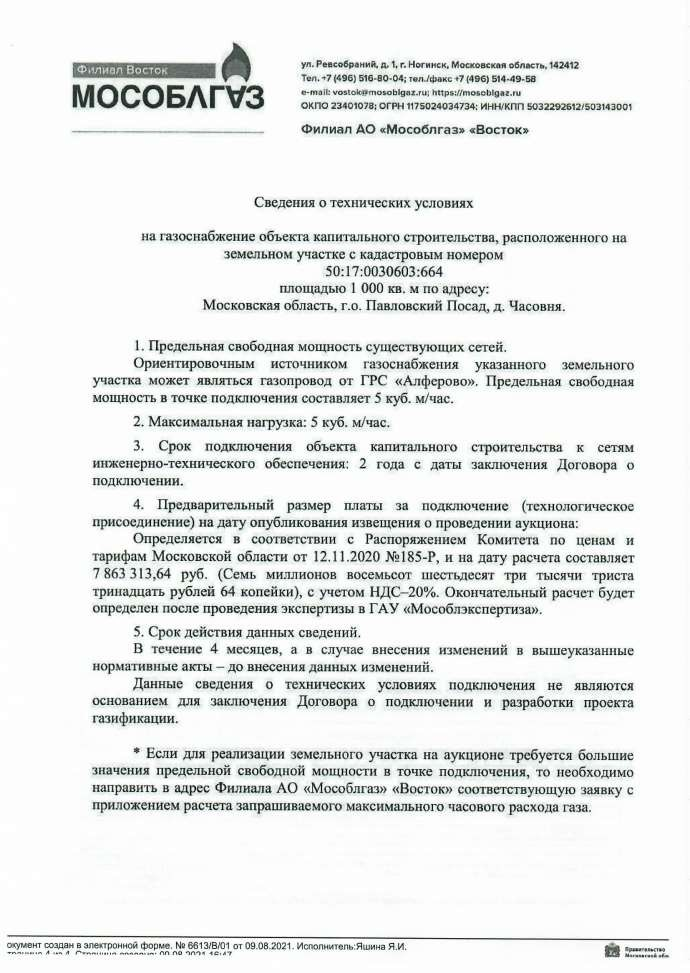 Филиал Восток
МОСОБЛГАЗ
ул. Ревсобраний, д. 1, г. Ногинск, Московская область, 142412
Тел. +7 (496) 516-80-04; тел./факс +7 (496) 514-49-58
e-mail: vostok@mosoblgaz.ru; https://mosoblgaz.ru
ОКПО 23401078; ОГРН 1175024034734; ИНН/КПП 5032292612/503143001
Филиал АО «Мособлгаз» «Восток»
Сведения о технических условиях
на газоснабжение объекта капитального строительства, расположенного на
земельном участке с кадастровым номером
50:17:0030603:664
площадью 1 000 кв. м по адресу:
Московская область, г.о. Павловский Посад, д. Часовня.
1. Предельная свободная мощность существующих сетей.
Ориентировочным источником газоснабжения указанного земельного
участка может являться газопровод от ГРС «Алферово». Предельная свободная
мощность в точке подключения составляет 5 куб. м/час.
2. Максимальная нагрузка: 5 куб. м/час.
3. Срок подключения объекта капитального строительства к сетям
инженерно-технического обеспечения: 2 года с даты заключения Договора о
подключении.
4. Предварительный размер платы за подключение (технологическое
присоединение) на дату опубликования извещения о проведении аукциона:
Определяется в соответствии с Распоряжением Комитета по ценам и
тарифам Московской области от 12.11.2020 №185-Р, и на дату расчета составляет
7 863 313,64 руб. (Семь миллионов восемьсот шестьдесят три тысячи триста
тринадцать рублей 64 копейки), с учетом НДС–20%. Окончательный расчет будет
определен после проведения экспертизы в ГАУ «Мособлэкспертиза».
5. Срок действия данных сведений.
В течение 4 месяцев, а в случае внесения изменений в вышеуказанные
нормативные акты – до внесения данных изменений.
Данные сведения о технических условиях подключения не являются
основанием для заключения Договора о подключении и разработки проекта
газификации.
* Если для реализации земельного участка на аукционе требуется большие
значения предельной свободной мощности в точке подключения, то необходимо
направить в адрес Филиала АО «Мособлгаз» «Восток» соответствующую заявку с
приложением расчета запрашиваемого максимального часового расхода газа.
окумент создан в электронной форме. № 6613/В/01 от 09.08.2021. Исполнитель:Яшина Я.И.
Правительство